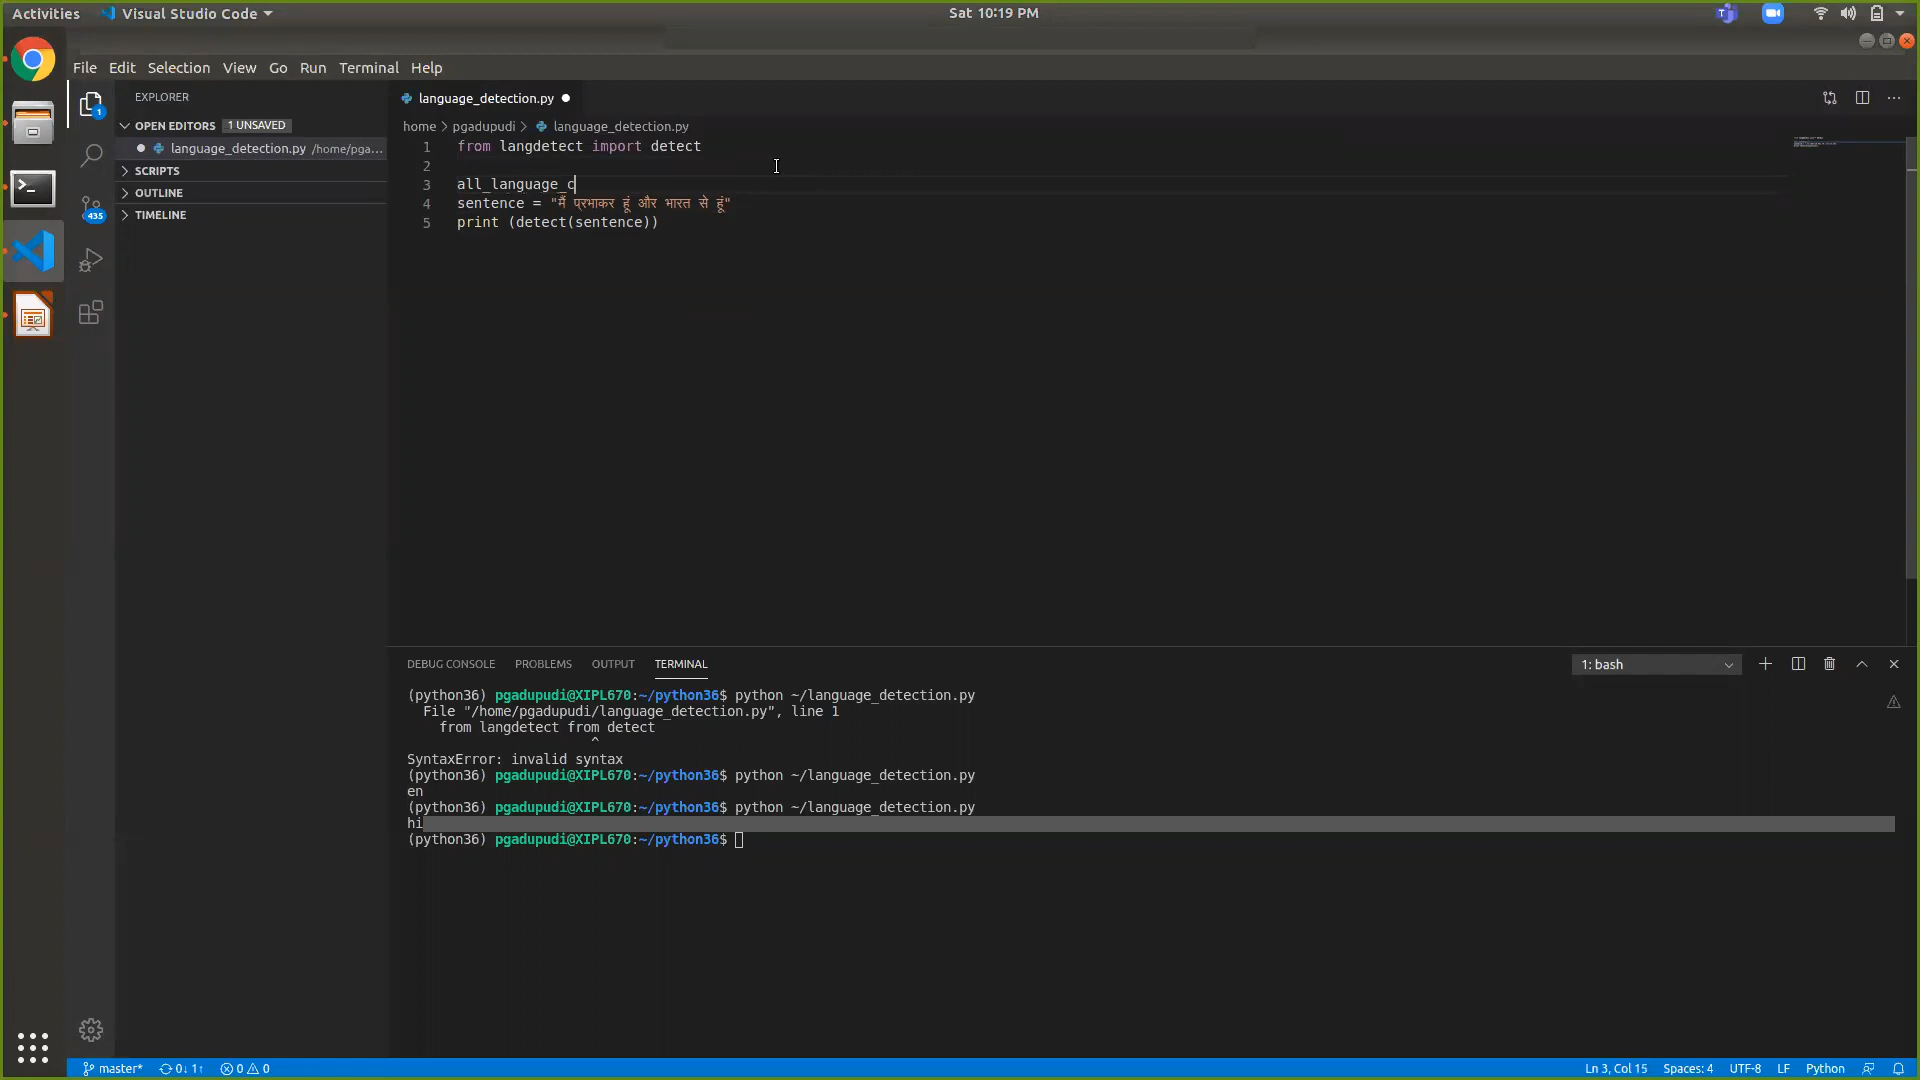 Activities Visual Studio Code Sat 10:19 PM
File Edit Selection View Go Run Terminal Help
EXPLORER
OPEN EDITORS 1 UNSAVED
language_detection.py /home/pga...
SCRIPTS
OUTLINE
TIMELINE
1
435
language_detection.py
home > pgadupudi > language_detection.py
1 from langdetect import detect
2
3 all_language_c
4 sentence = "मैं प्रभाकर हूं और भारत से हूं"
5 print (detect(sentence))
DEBUG CONSOLE PROBLEMS OUTPUT TERMINAL 1: bash
(python36) pgadupudi@XIPL670:~/python36$ python ~/language_detection.py
File "/home/pgadupudi/language_detection.py", line 1
from langdetect from detect
^
SyntaxError: invalid syntax
(python36) pgadupudi@XIPL670:~/python36$ python ~/language_detection.py
en
(python36) pgadupudi@XIPL670:~/python36$ python ~/language_detection.py
hi
(python36) pgadupudi@XIPL670:~/python36$
master* 0↓ 1↑ 0 0 Ln 3, Col 15 Spaces: 4 UTF-8 LF Python